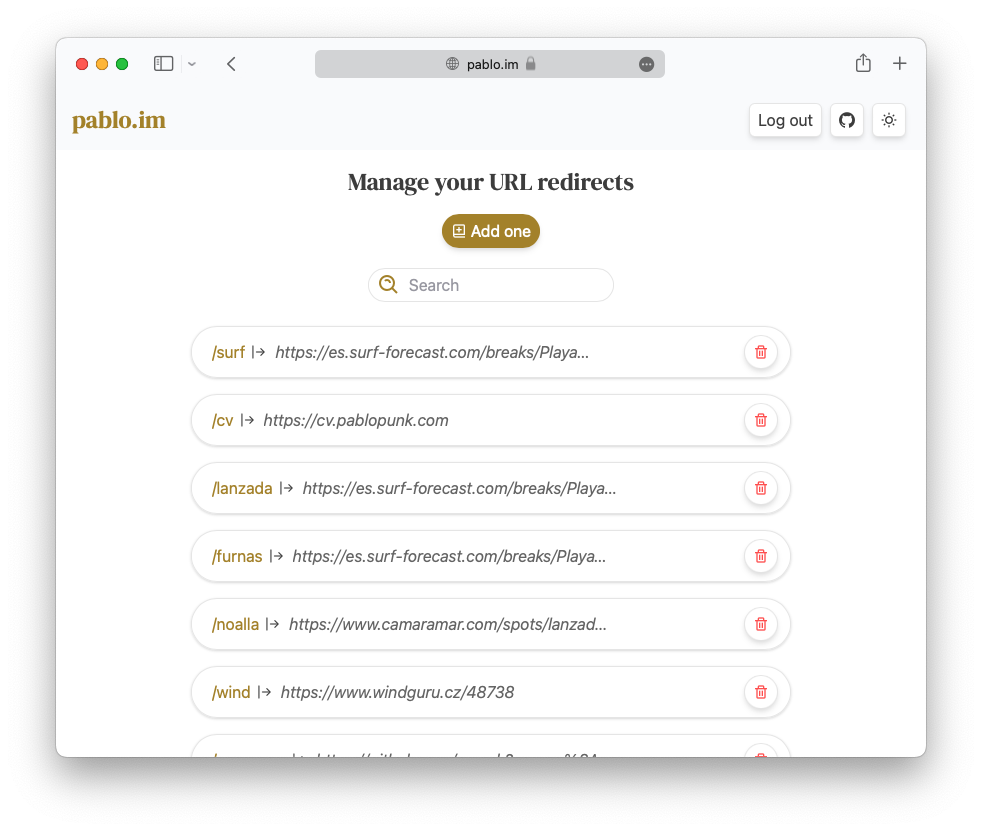 pablo.im
pablo.im
Log out
Manage your URL redirects
Add one
Search
/surf |→ https://es.surf-forecast.com/breaks/Playa...
/cv |→ https://cv.pablopunk.com
/lanzada |→ https://es.surf-forecast.com/breaks/Playa...
/furnas |→ https://es.surf-forecast.com/breaks/Playa...
/noalla |→ https://www.camaramar.com/spots/lanzad...
/wind |→ https://www.windguru.cz/48738